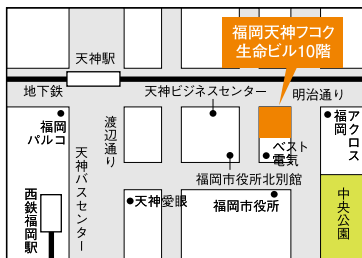 福岡天神フコク
生命ビル10階
天神駅
地下鉄
天神ビジネスセンター
明治通り
福岡
パルコ
渡辺通り
ベスト
電気
アクロス
福岡
天神バスセンター
福岡市役所北別館
西鉄福岡駅
天神愛眼
福岡市役所
中央公園